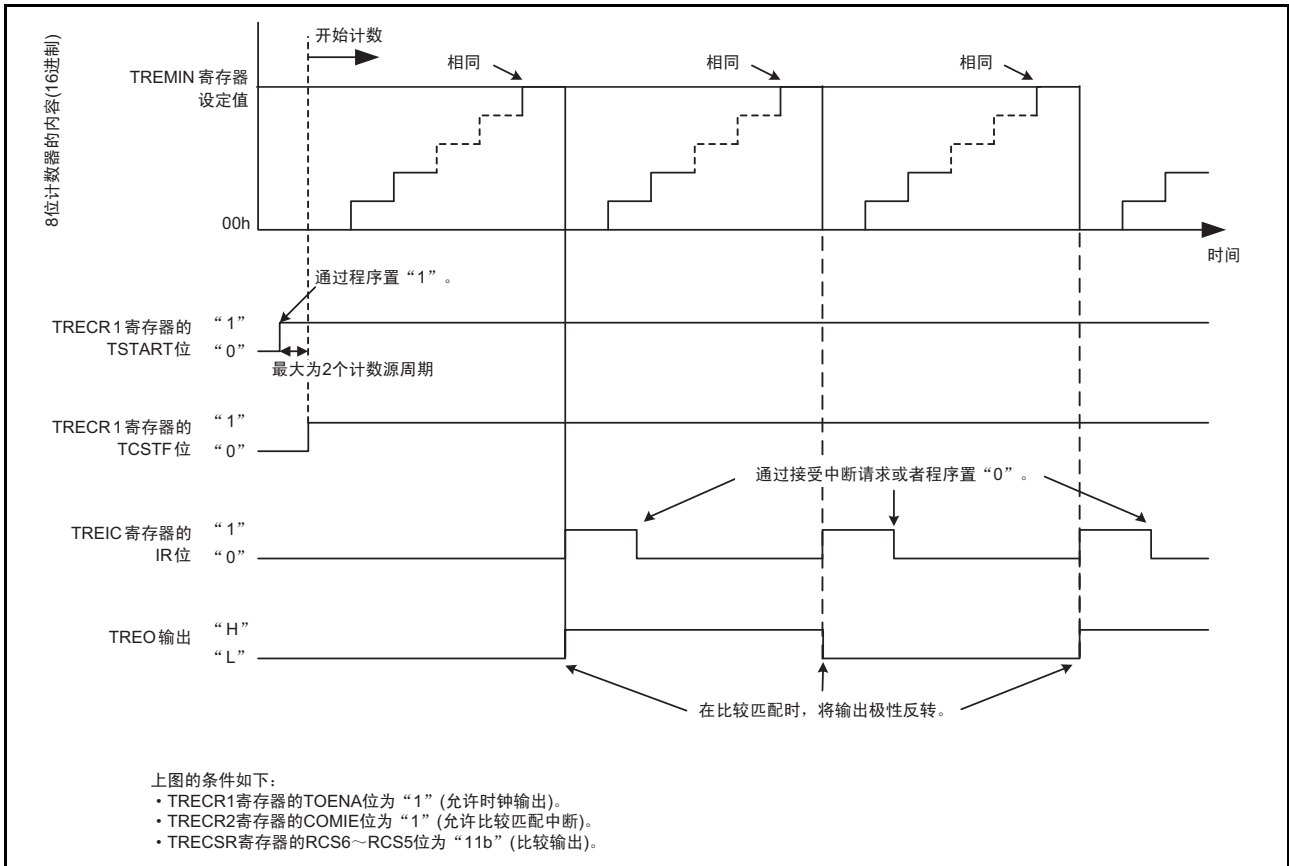 8位计数器的内容(16进制)
开始计数
TREMIN 寄存器
设定值
相同
相同
相同
00h
时间
通过程序置“1”。
TRECR1寄存器的
TSTART位
“1”
“0”
最大为2个计数源周期
TRECR1寄存器的
TCSTF位
“1”
“0”
通过接受中断请求或者程序置“0”。
TREIC寄存器的
IR位
“1”
“0”
TREO输出
“H”
“L”
在比较匹配时，将输出极性反转。
上图的条件如下：
• TRECR1寄存器的TOENA位为“1”(允许时钟输出)。
• TRECR2寄存器的COMIE位为“1”(允许比较匹配中断)。
• TRECSR寄存器的RCS6～RCS5位为“11b”(比较输出)。